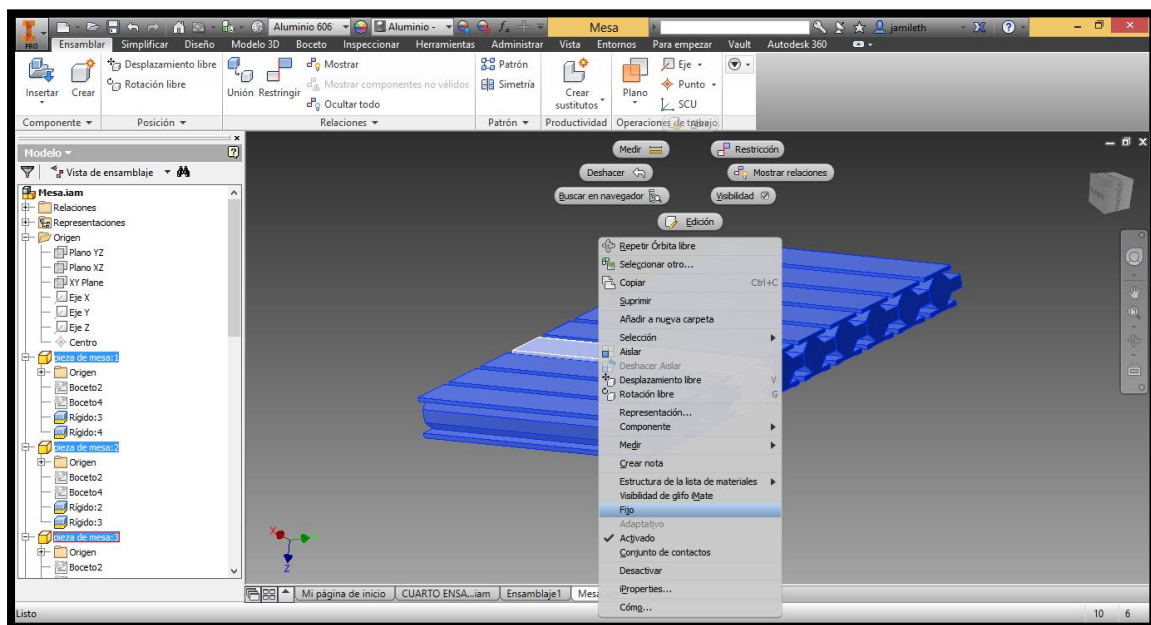 Aluminio 606
Aluminio -
Mesa
jamileth
PRO
Ensamblar Simplificar Diseño Modelo 3D Boceto Inspeccionar Herramientas Administrar Vista Entornos Para empezar Vault Autodesk 360
Insertar
Crear
Desplazamiento libre
Rotación libre
Unión
Restringir
Mostrar
Mostrar componentes no válidos
Ocultar todo
Patrón
Simetría
Crear sustitutos
Plano
Eje
Punto
SCU
Componente
Posición
Relaciones
Patrón
Productividad
Operaciones de trabajo
Modelo
Vista de ensamblaje
Mesa.iam
Relaciones
Representaciones
Origen
Plano YZ
Plano XZ
XY Plane
Eje X
Eje Y
Eje Z
Centro
pieza de mesa:1
Origen
Boceto2
Boceto4
Rígido:3
Rígido:4
pieza de mesa:2
Origen
Boceto2
Boceto4
Rígido:2
Rígido:3
pieza de mesa:3
Origen
Boceto2
Medir
Restricción
Deshacer
Mostrar relaciones
Buscar en navegador
Visibilidad
Edición
Repetir Órbita libre
Seleccionar otro...
Copiar Ctrl+C
Suprimir
Añadir a nueva carpeta
Selección
Aislar
Deshacer Aislar
Desplazamiento libre V
Rotación libre G
Representación...
Componente
Medir
Crear nota
Estructura de la lista de materiales
Visibilidad de glifo iMate
Fijo
Adaptativo
Activado
Conjunto de contactos
Desactivar
iProperties...
Cómo...
X
Z
Mi página de inicio CUARTO ENSA...iam Ensamblaje1
Listo
10 6